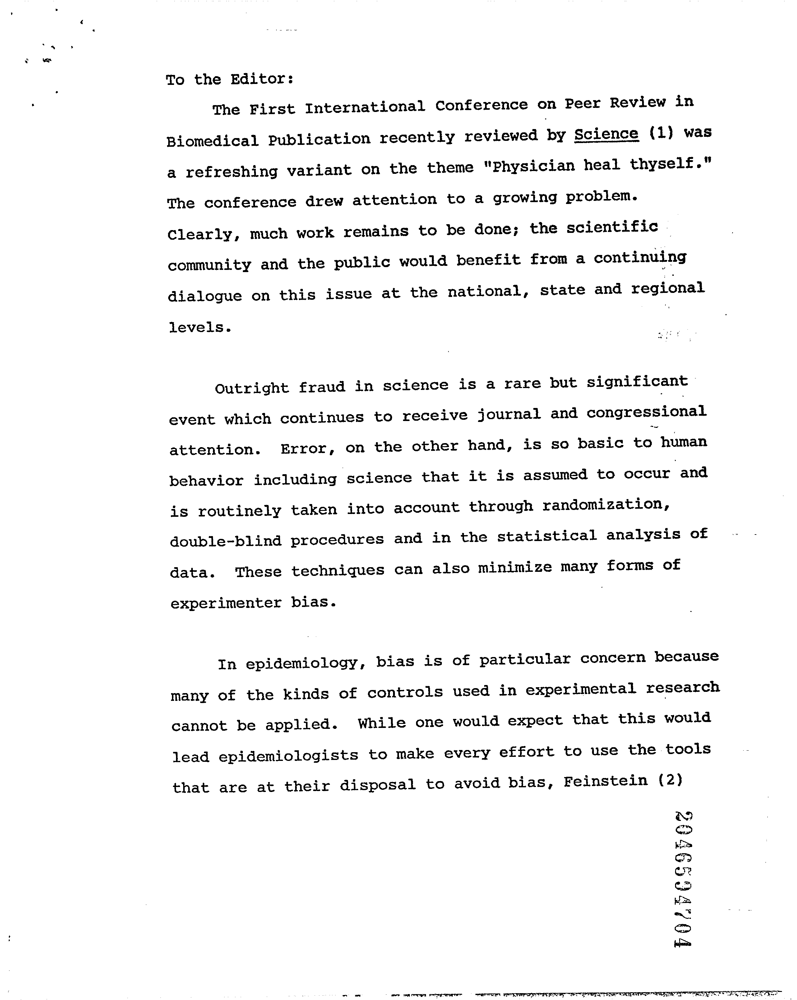 To the Editor:
The First International Conference on Peer Review in
Biomedical Publication recently reviewed by Science (1) was
a refreshing variant on the theme "Physician heal thyself."
The conference drew attention to a growing problem.
Clearly, much work remains to be done; the scientific
community and the public would benefit from a continuing
dialogue on this issue at the national, state and regional
levels.
Outright fraud in science is a rare but significant
event which continues to receive journal and congressional
attention. Error, on the other hand, is so basic to human
behavior including science that it is assumed to occur and
is routinely taken into account through randomization,
double-blind procedures and in the statistical analysis of
data. These techniques can also minimize many forms of
experimenter bias.
In epidemiology, bias is of particular concern because
many of the kinds of controls used in experimental research
cannot be applied. While one would expect that this would
lead epidemiologists to make every effort to use the tools
that are at their disposal to avoid bias, Feinstein (2)
2046594704